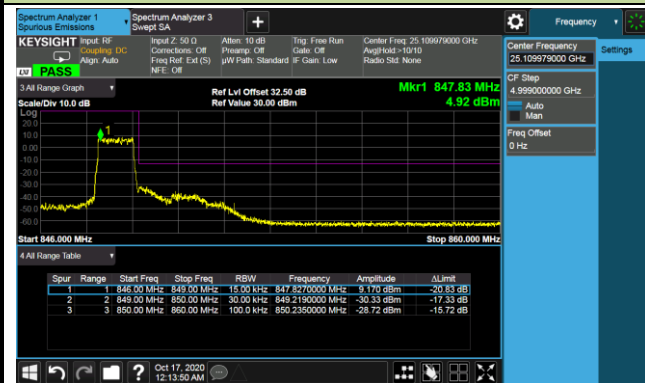 Spectrum Analyzer 1
Spurious Emissions
Spectrum Analyzer 3
Swept SA
+
Frequency
KEYSIGHT
Input: RF
Coupling: DC
Align: Auto
Input Z: 50 Ω
Corrections: Off
Freq Ref: Ext (S)
NFE: Off
Atten: 10 dB
Preamp: Off
µW Path: Standard
Trig: Free Run
Gate: Off
IF Gain: Low
Center Freq: 25.109979000 GHz
Avg|Hold:>10/10
Radio Std: None
LXI PASS
Center Frequency
25.109979000 GHz
Settings
CF Step
4.999000000 GHz
Auto
Man
Freq Offset
0 Hz
3 All Range Graph
Scale/Div 10.0 dB
Ref Lvl Offset 32.50 dB
Ref Value 30.00 dBm
Mkr1 847.83 MHz
4.92 dBm
Log
20.0
10.0
0.00
-10.0
-20.0
-30.0
-40.0
-50.0
-60.0
1
Start 846.000 MHz
Stop 860.000 MHz
4 All Range Table
Spur Range Start Freq Stop Freq RBW Frequency Amplitude ΔLimit
1 1 846.00 MHz 849.00 MHz 15.00 kHz 847.8270000 MHz 9.170 dBm -20.83 dB
2 2 849.00 MHz 850.00 MHz 30.00 kHz 849.2190000 MHz -30.33 dBm -17.33 dB
3 3 850.00 MHz 860.00 MHz 100.0 kHz 850.2350000 MHz -28.72 dBm -15.72 dB
?
Oct 17, 2020
12:13:50 AM